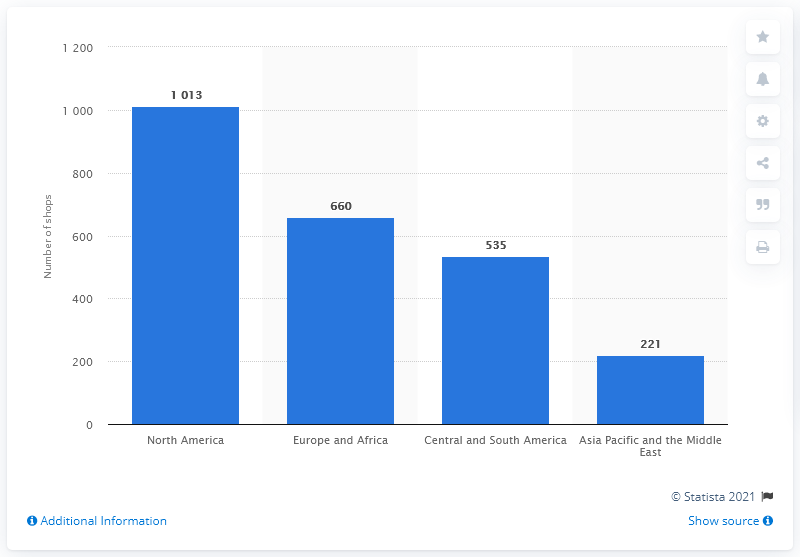 1 200
1 000
800
600
400
200
0
Number of shops
1 013
660
535
221
North America
Europe and Africa
Central and South America
Asia Pacific and the Middle
East
© Statista 2021
Additional Information
Show source